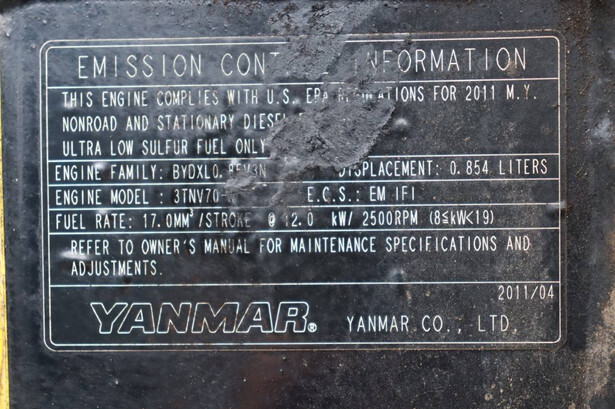 EMISSION CONT INFORMATION
THIS ENGINE COMPLIES WITH U.S. EPA REGULATIONS FOR 2011 M.Y.
NONROAD AND STATIONARY DIESEL
ULTRA LOW SULFUR FUEL ONLY
ENGINE FAMILY: DISPLACEMENT: 0.854 LITERS
ENGINE MODEL : 3TNV70- E.C.S.: EM IFI
FUEL RATE: 17.0MM³/STROKE @ 12.0 kW/ 2500RPM (8≤kW<19)
REFER TO OWNER'S MANUAL FOR MAINTENANCE SPECIFICATIONS AND
ADJUSTMENTS.
2011/04
YANMAR® YANMAR CO., LTD.